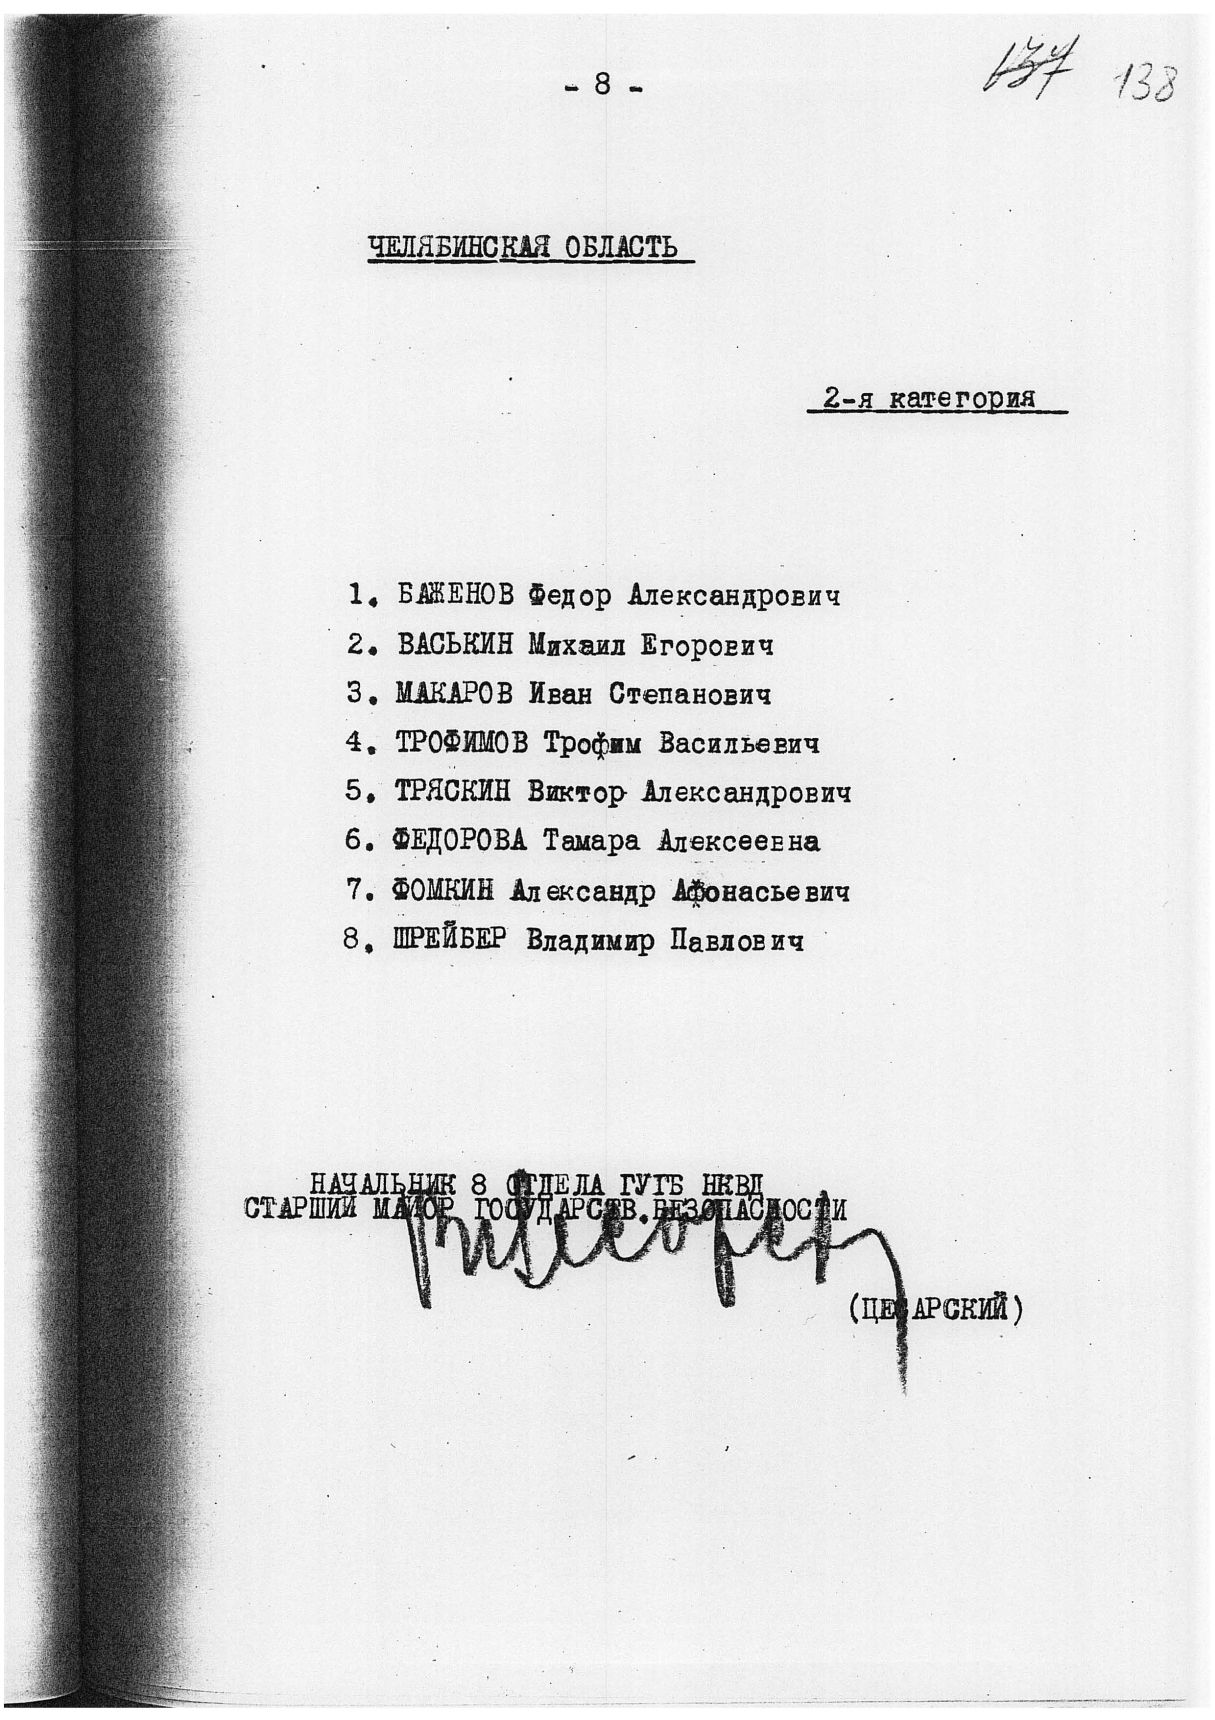 - 8 -
137 138
ЧЕЛЯБИНСКАЯ ОБЛАСТЬ
2-я категория
1. БАЖЕНОВ Федор Александрович
2. ВАСЬКИН Михаил Егорович
3. МАКАРОВ Иван Степанович
4. ТРОФИМОВ Трофим Васильевич
5. ТРЯСКИН Виктор Александрович
6. ФЕДОРОВА Тамара Алексеевна
7. ФОМКИН Александр Афонасьевич
8. ШРЕЙБЕР Владимир Павлович
НАЧАЛЬНИК 8 ОТДЕЛА ГУГБ НКВД
СТАРШИЙ МАЙОР ГОСУДАРСТВ.БЕЗОПАСНОСТИ
(ЦЕСАРСКИЙ)